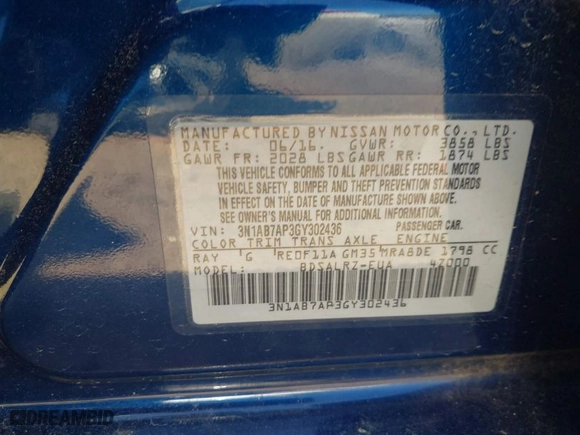 MANUFACTURED BY NISSAN MOTOR CO., LTD.
DATE: 06/16. GVWR: 3858 LBS
GAWR FR: 2028 LBS GAWR RR: 1874 LBS
THIS VEHICLE CONFORMS TO ALL APPLICABLE FEDERAL MOTOR
VEHICLE SAFETY, BUMPER AND THEFT PREVENTION STANDARDS
IN EFFECT ON THE DATE OF MANUFACTURE SHOWN ABOVE.
SEE OWNER'S MANUAL FOR ADDITIONAL INFORMATION.
VIN: 3N1AB7AP3GY302436 PASSENGER CAR.
COLOR TRIM TRANS AXLE ENGINE
RAY G RE0F11A GM35 MRA8DE 1798 CC
BDSALRZ-EUA 42000
3N1AB7AP3GY302436
DREAMBID